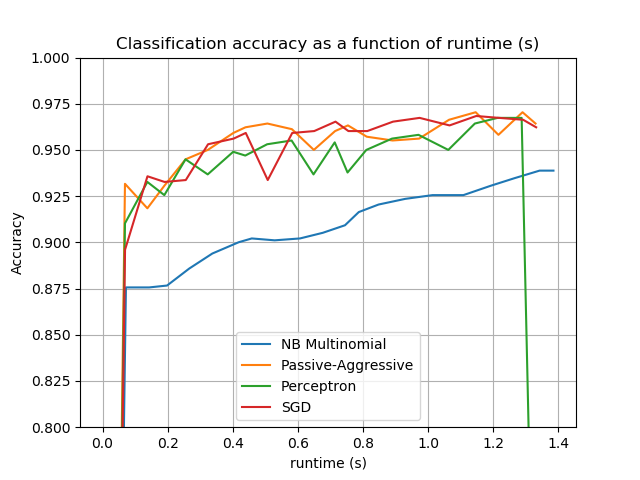 Classification accuracy as a function of runtime (s)
1.000
0.975
0.950
0.925
0.900
0.875
0.850
0.825
0.800
Accuracy
NB Multinomial
Passive-Aggressive
Perceptron
SGD
0.0 0.2 0.4 0.6 0.8 1.0 1.2 1.4
runtime (s)